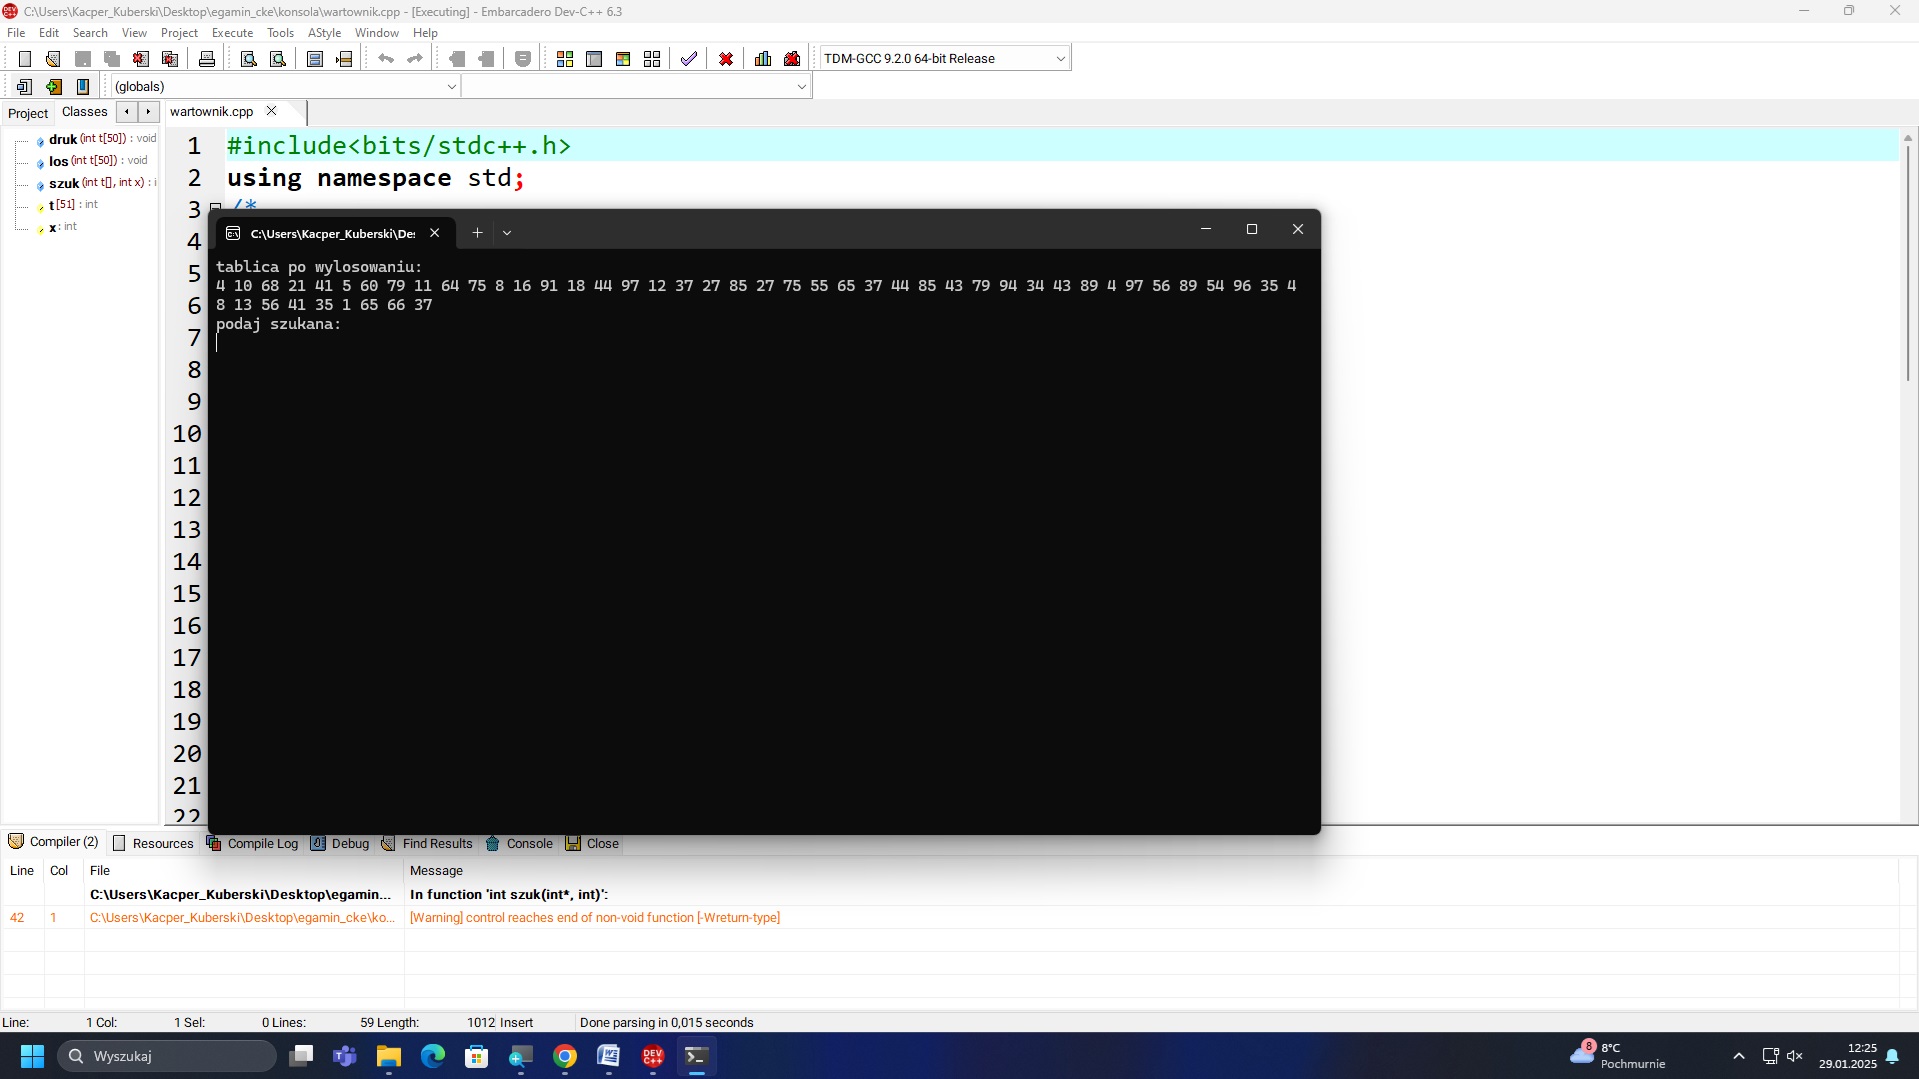 C:\Users\Kacper_Kuberski\Desktop\egamin_cke\konsola\wartownik.cpp - [Executing] - Embarcadero Dev-C++ 6.3
File Edit Search View Project Execute Tools AStyle Window Help
TDM-GCC 9.2.0 64-bit Release
(globals)
Project Classes wartownik.cpp
druk (int t[50]) : void
los (int t[50]) : void
szuk (int t[], int x) : i
t [51] : int
x : int
1 #include<bits/stdc++.h>
2 using namespace std;
3 /*
4
5
6
7
8
9
10
11
12
13
14
15
16
17
18
19
20
21
22
C:\Users\Kacper_Kuberski\De:
tablica po wylosowaniu:
4 10 68 21 41 5 60 79 11 64 75 8 16 91 18 44 97 12 37 27 85 27 75 55 65 37 44 85 43 79 94 34 43 89 4 97 56 89 54 96 35 4
8 13 56 41 35 1 65 66 37
podaj szukana:
Compiler (2) Resources Compile Log Debug Find Results Console Close
Line Col File Message
C:\Users\Kacper_Kuberski\Desktop\egamin... In function 'int szuk(int*, int)':
42 1 C:\Users\Kacper_Kuberski\Desktop\egamin_cke\ko... [Warning] control reaches end of non-void function [-Wreturn-type]
Line: 1 Col: 1 Sel: 0 Lines: 59 Length: 1012 Insert Done parsing in 0,015 seconds
Wyszukaj
DEV C++
8
8°C
Pochmurnie
12:25
29.01.2025